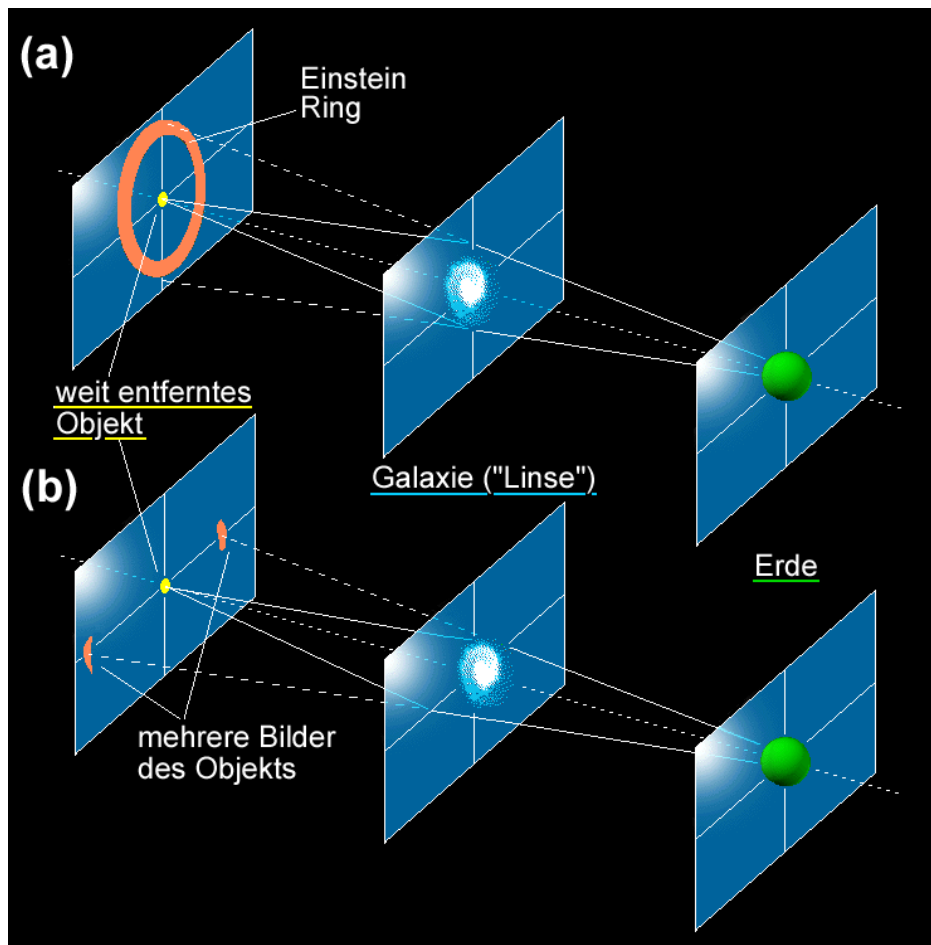 (a)
Einstein
Ring
weit entferntes
Objekt
(b)
Galaxie ("Linse")
Erde
mehrere Bilder
des Objekts